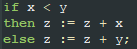 if x < y
then z := z + x
else z := z + y;